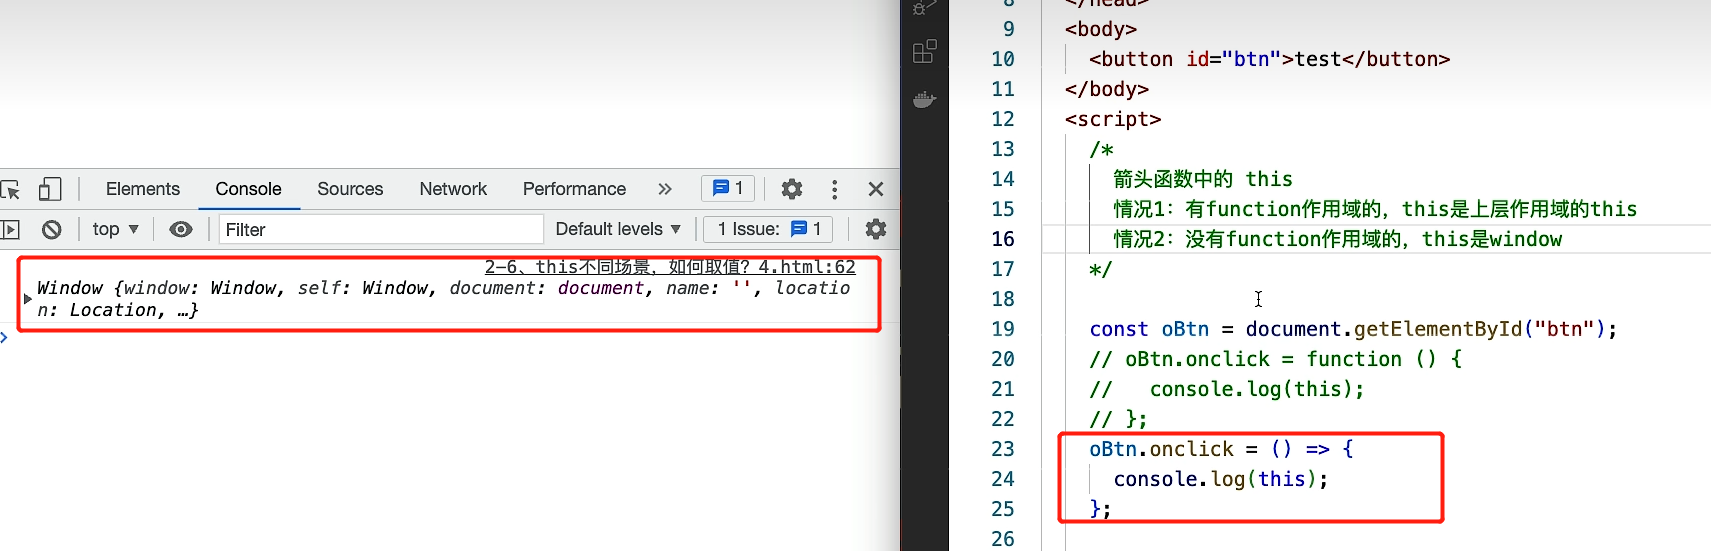 Elements Console Sources Network Performance » 1
top ▼ Filter Default levels ▼ 1 Issue: 1
2-6、this不同场景，如何取值？4.html:62
Window {window: Window, self: Window, document: document, name: '', locatio
n: Location, …}
8 </head>
9 <body>
10 <button id="btn">test</button>
11 </body>
12 <script>
13 /*
14 箭头函数中的 this
15 情况1：有function作用域的，this是上层作用域的this
16 情况2：没有function作用域的，this是window
17 */
18
19 const oBtn = document.getElementById("btn");
20 // oBtn.onclick = function () {
21 //   console.log(this);
22 // };
23 oBtn.onclick = () => {
24 console.log(this);
25 };
26